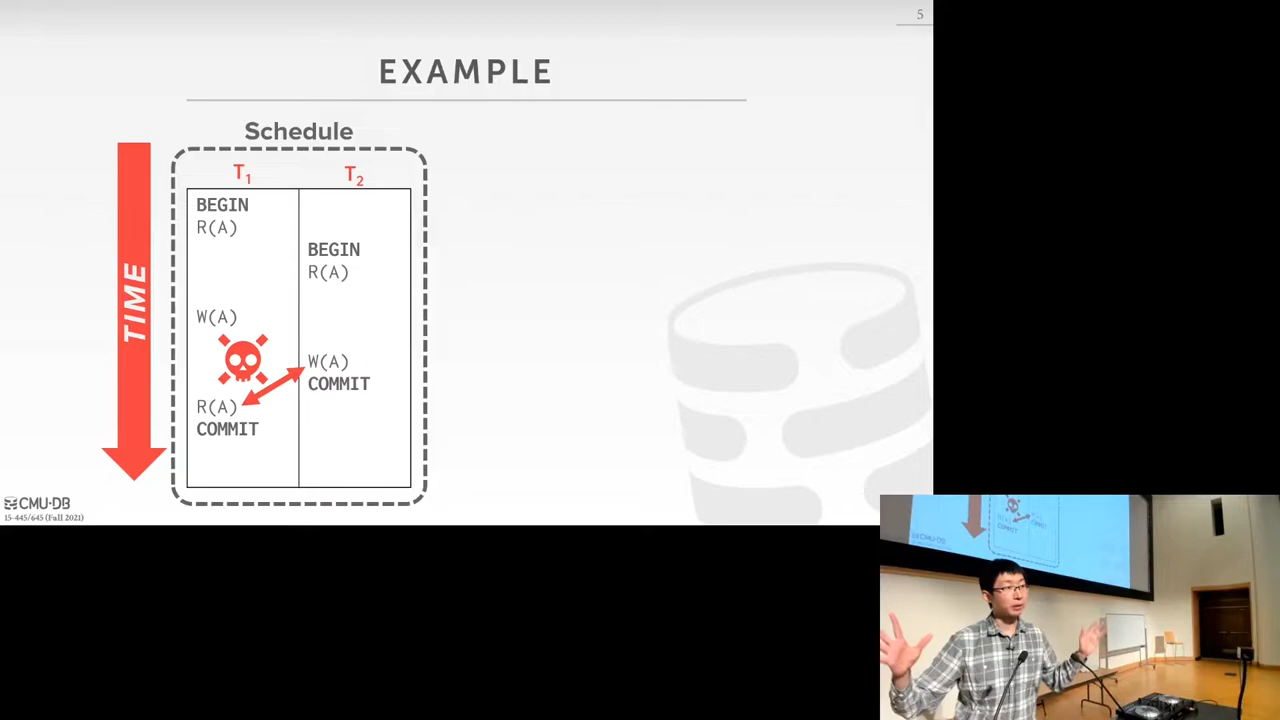 5
EXAMPLE
Schedule
T1
T2
BEGIN
R(A)
BEGIN
R(A)
W(A)
W(A)
COMMIT
R(A)
COMMIT
TIME
CMU·DB
15-445/645 (Fall 2021)